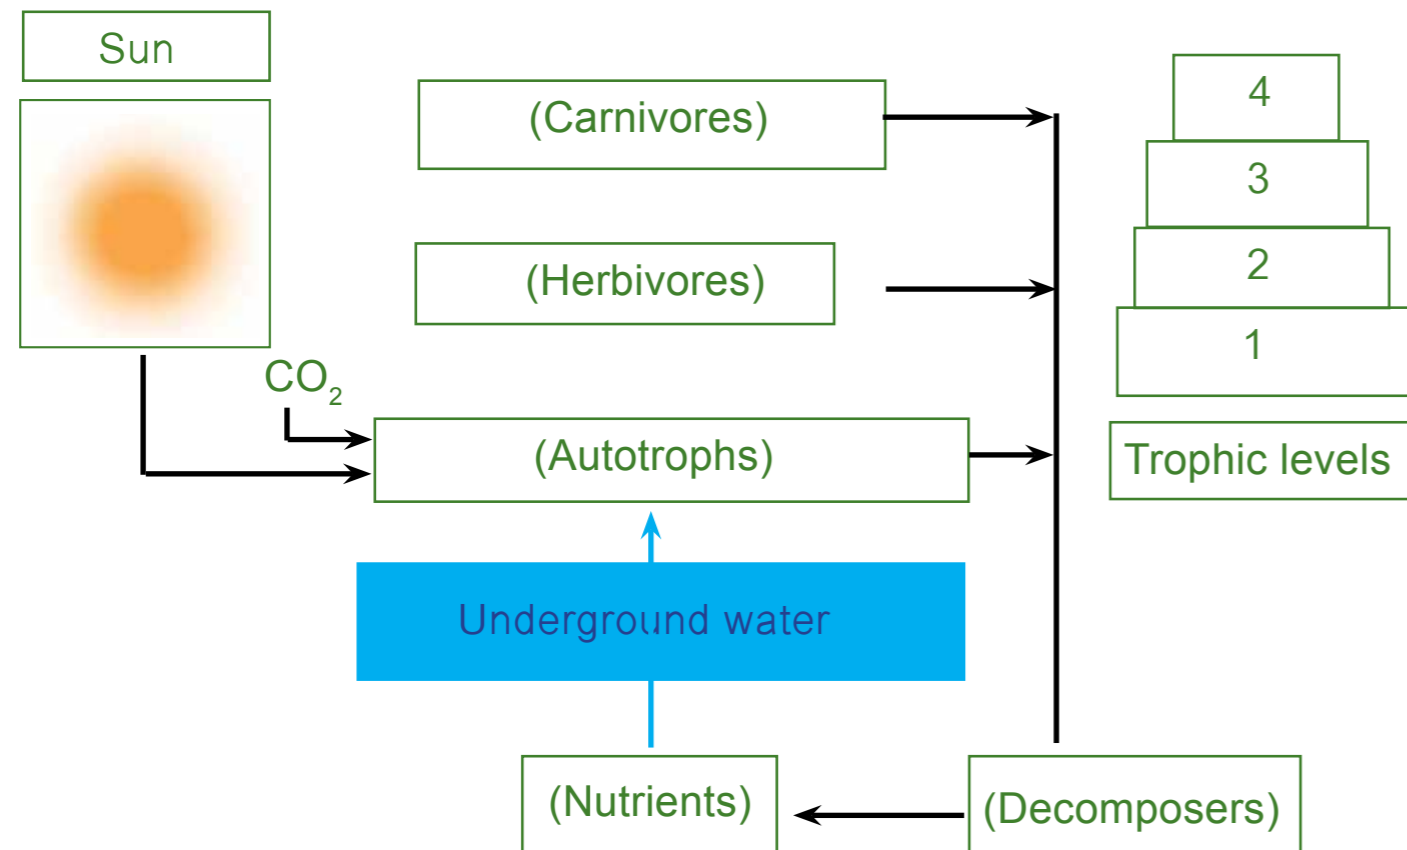 Sun
(Carnivores)
(Herbivores)
CO₂
(Autotrophs)
Underground water
(Nutrients)
(Decomposers)
4
3
2
1
Trophic levels